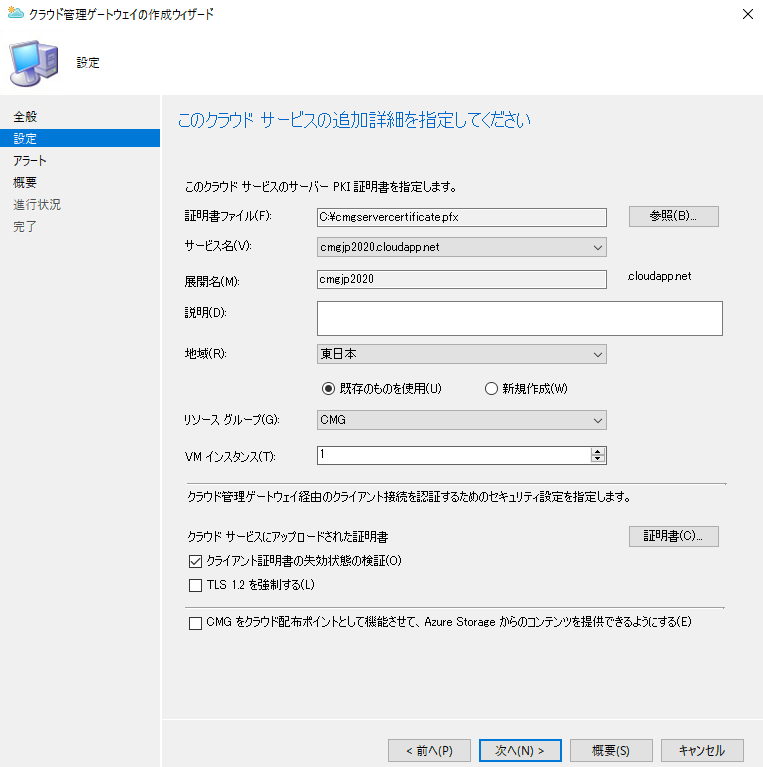 クラウド管理ゲートウェイの作成ウィザード
設定
全般
設定
アラート
概要
進行状況
完了
このクラウド サービスの追加詳細を指定してください
このクラウド サービスのサーバー PKI 証明書を指定します。
証明書ファイル(F): C:¥cmgservercertificate.pfx 参照(B)...
サービス名(V): cmgjp2020.cloudapp.net
展開名(M): cmgjp2020 .cloudapp.net
説明(D):
地域(R): 東日本
既存のものを使用(U) 新規作成(W)
リソース グループ(G): CMG
VM インスタンス(T): 1
クラウド管理ゲートウェイ経由のクライアント接続を認証するためのセキュリティ設定を指定します。
クラウド サービスにアップロードされた証明書 証明書(C)...
クライアント証明書の失効状態の検証(O)
TLS 1.2 を強制する(L)
CMG をクラウド配布ポイントとして機能させて、Azure Storage からのコンテンツを提供できるようにする(E)
< 前へ(P) 次へ(N) > 概要(S) キャンセル